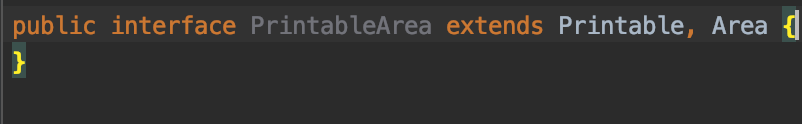 public interface PrintableArea extends Printable, Area {
}